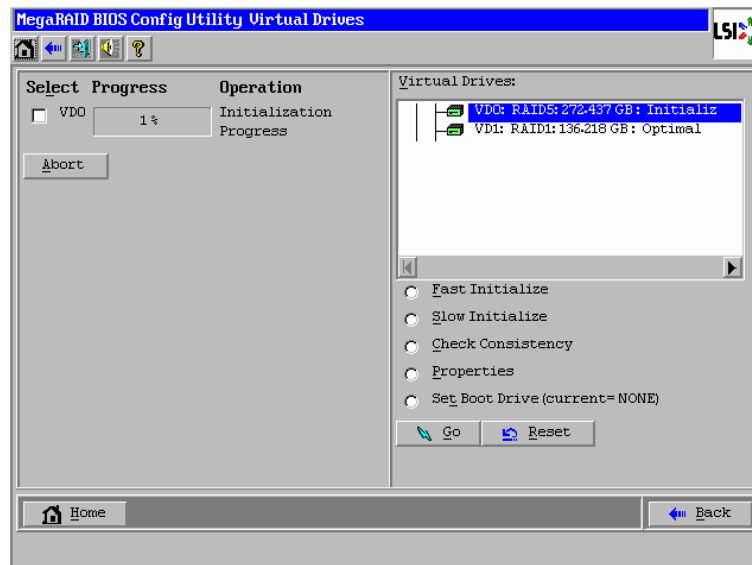 MegaRAID BIOS Config Utility Virtual Drives
LSI
Select Progress Operation
VD0 1% Initialization
Progress
Abort
Virtual Drives:
VD0: RAID5: 272.437 GB: Initializ
VD1: RAID1: 136.218 GB: Optimal
Fast Initialize
Slow Initialize
Check Consistency
Properties
Set Boot Drive (current= NONE)
Go Reset
Home Back